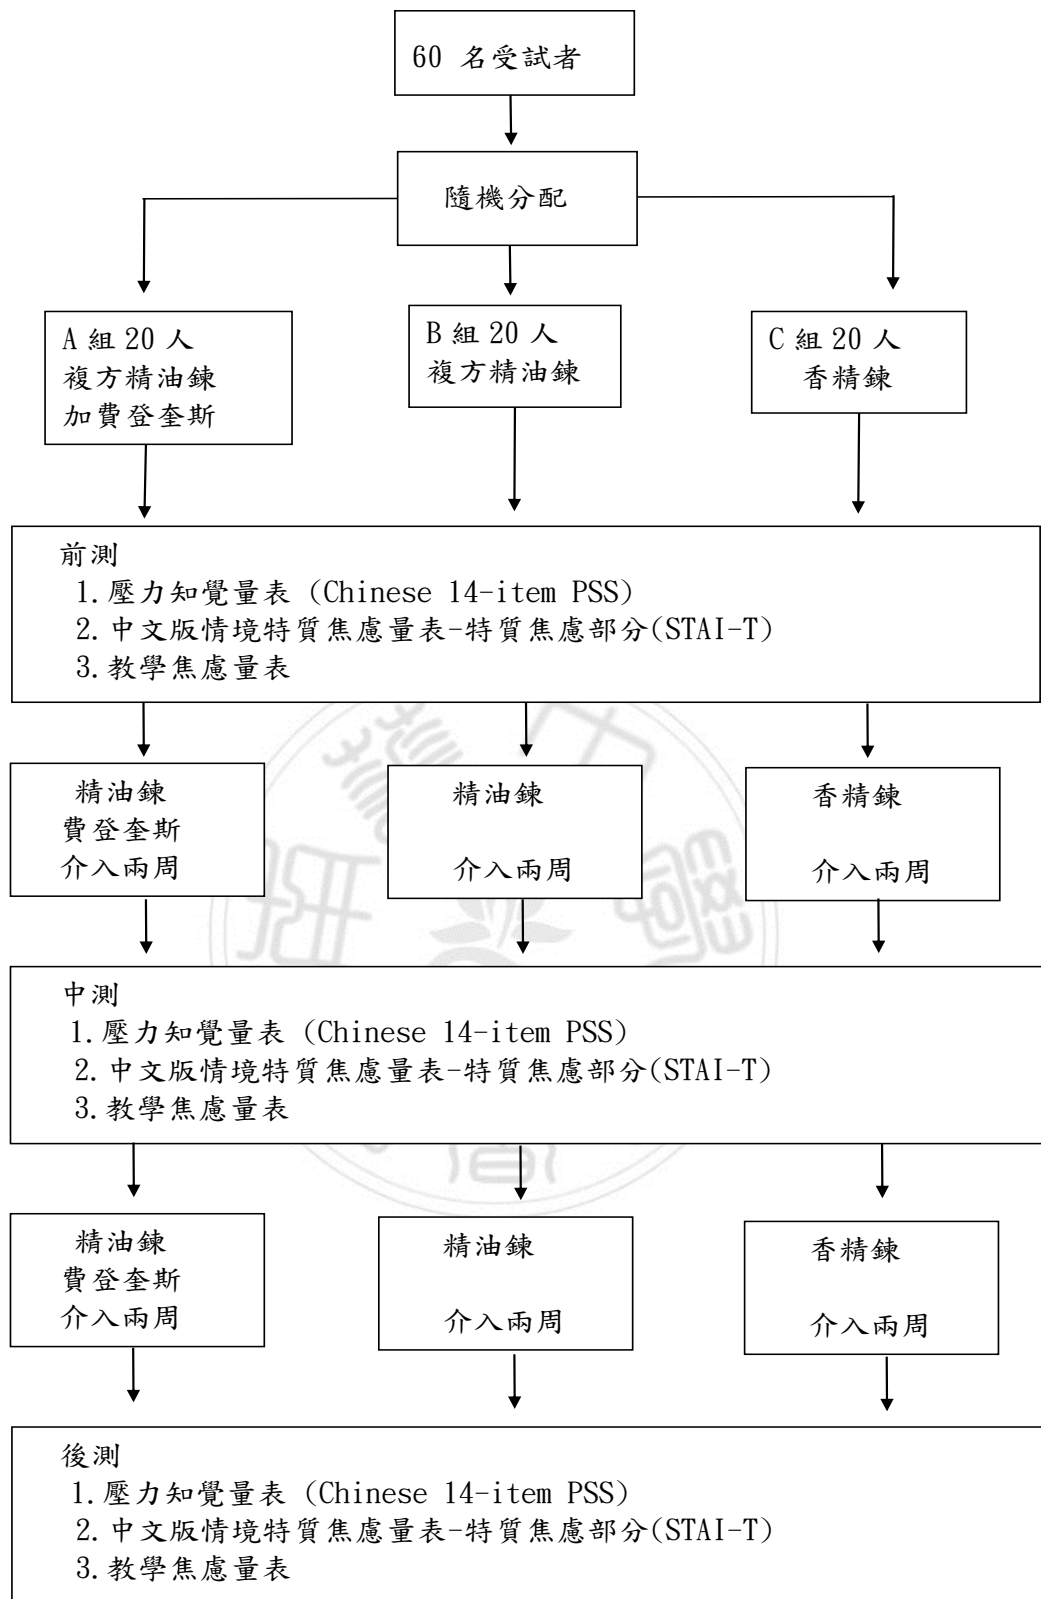 60 名受試者
隨機分配
A 組 20 人
複方精油鍊
加費登奎斯
B 組 20 人
複方精油鍊
C 組 20 人
香精鍊
前測
1.壓力知覺量表 (Chinese 14-item PSS)
2.中文版情境特質焦慮量表-特質焦慮部分(STAI-T)
3.教學焦慮量表
精油鍊
費登奎斯
介入兩周
精油鍊
介入兩周
香精鍊
介入兩周
中測
1.壓力知覺量表 (Chinese 14-item PSS)
2.中文版情境特質焦慮量表-特質焦慮部分(STAI-T)
3.教學焦慮量表
精油鍊
費登奎斯
介入兩周
精油鍊
介入兩周
香精鍊
介入兩周
後測
1.壓力知覺量表 (Chinese 14-item PSS)
2.中文版情境特質焦慮量表-特質焦慮部分(STAI-T)
3.教學焦慮量表